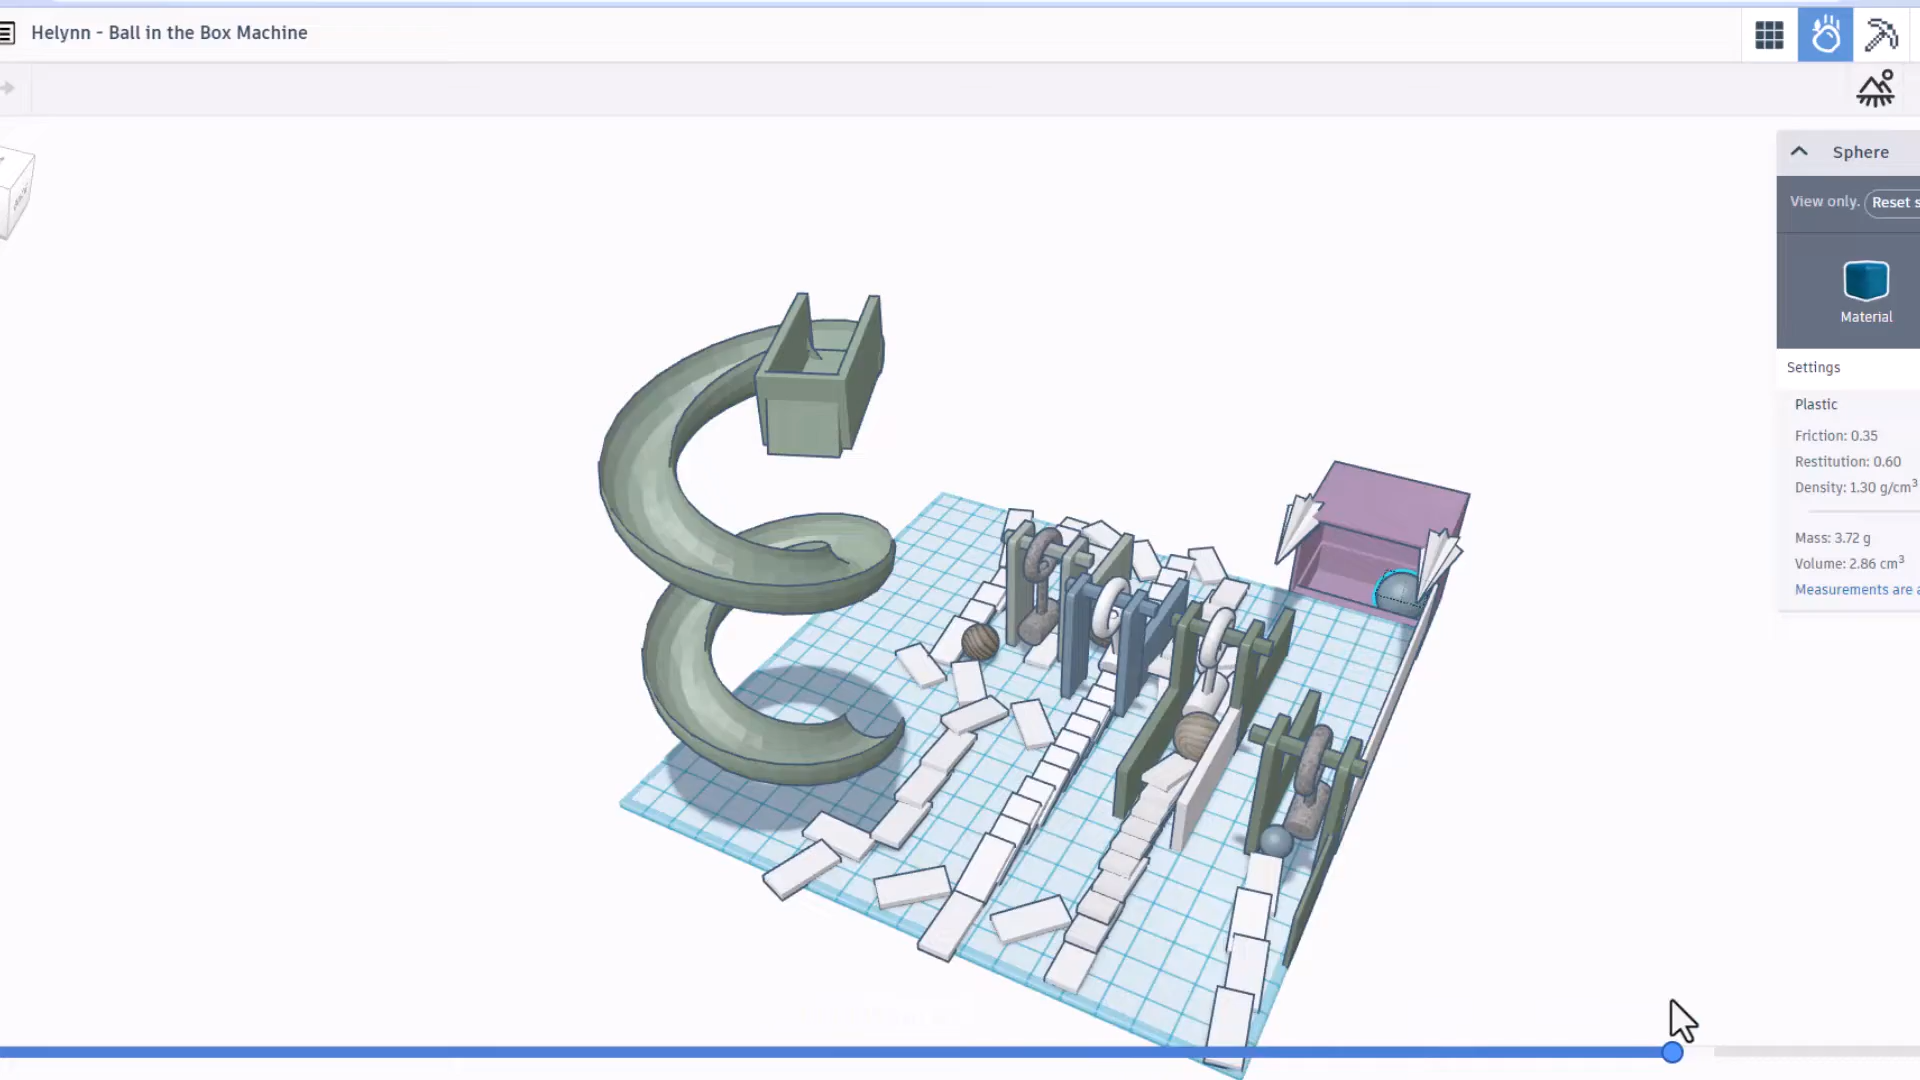 Helynn - Ball in the Box Machine
Sphere
View only.
Reset s
Material
Settings
Plastic
Friction: 0.35
Restitution: 0.60
Density: 1.30 g/cm³
Mass: 3.72 g
Volume: 2.86 cm³
Measurements are a